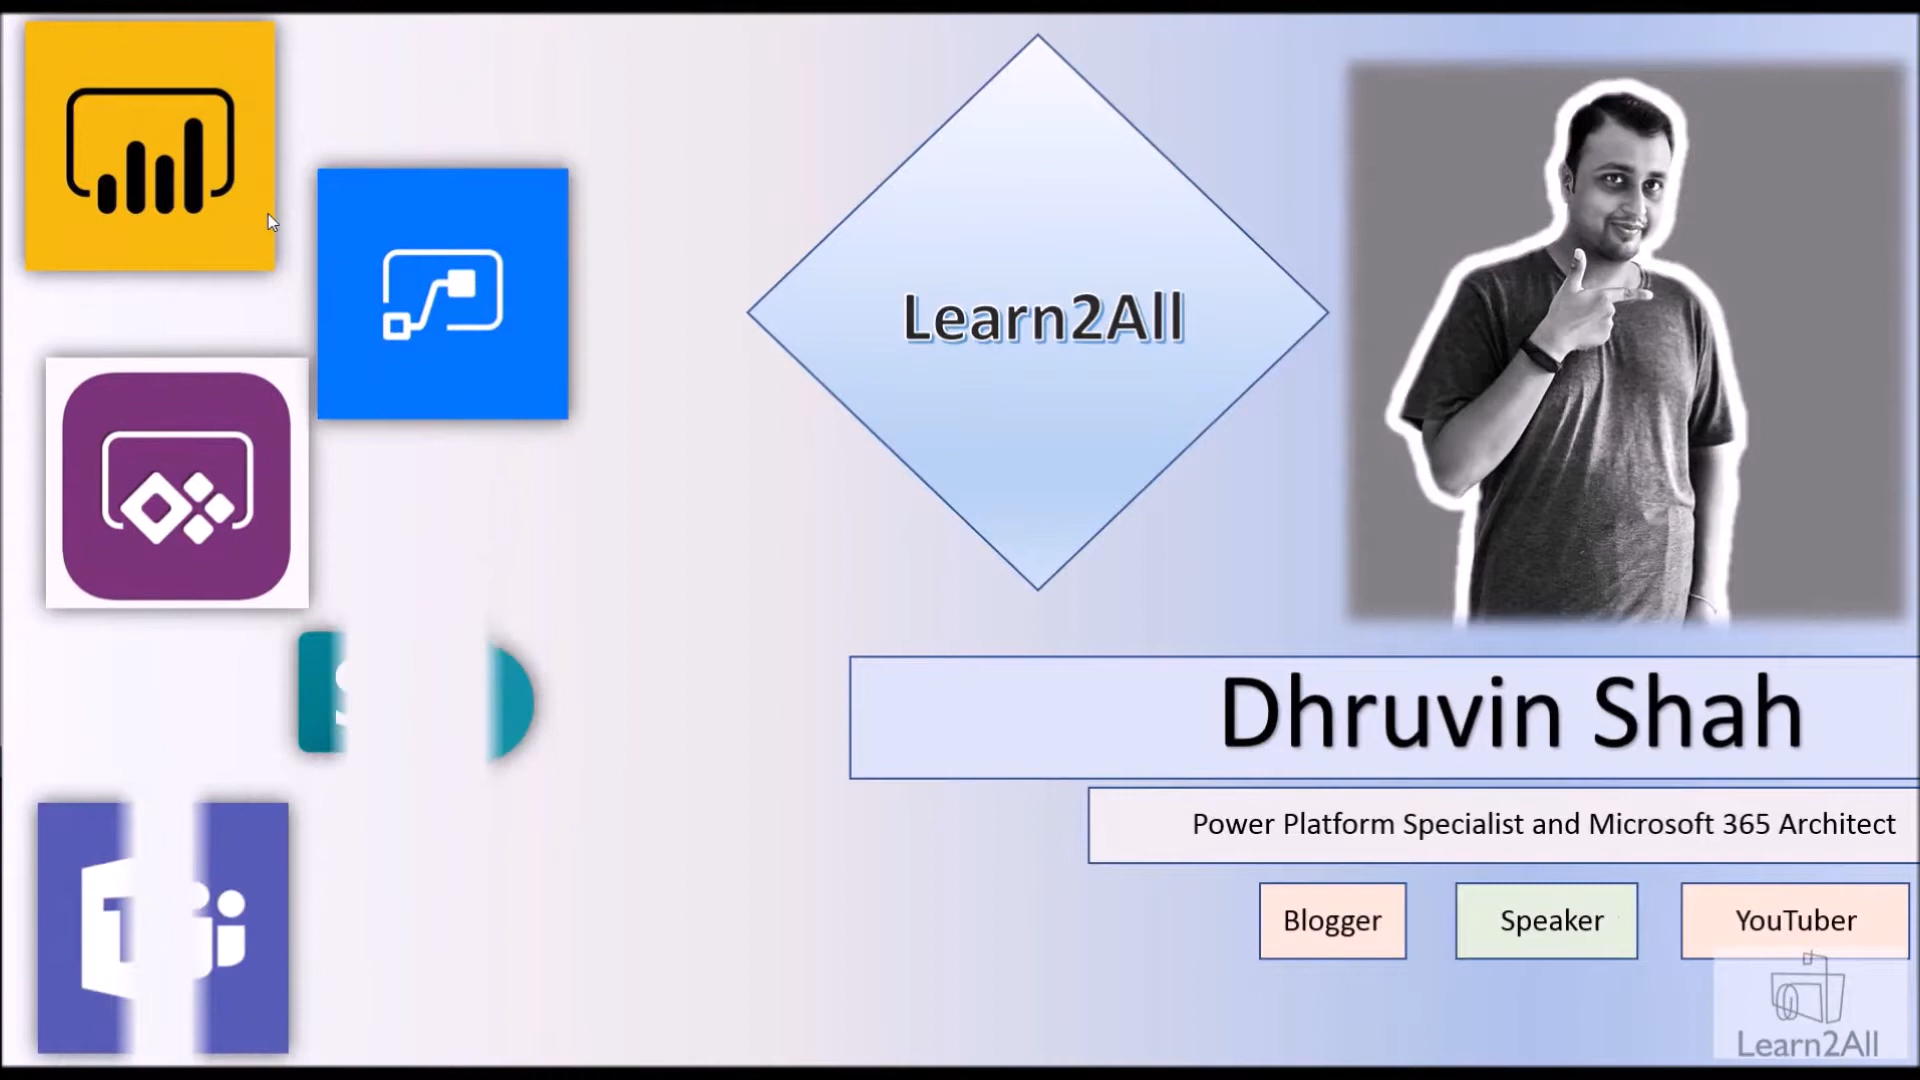 Learn2All
Dhruvin Shah
Power Platform Specialist and Microsoft 365 Architect
Blogger
Speaker
YouTuber
Learn2All